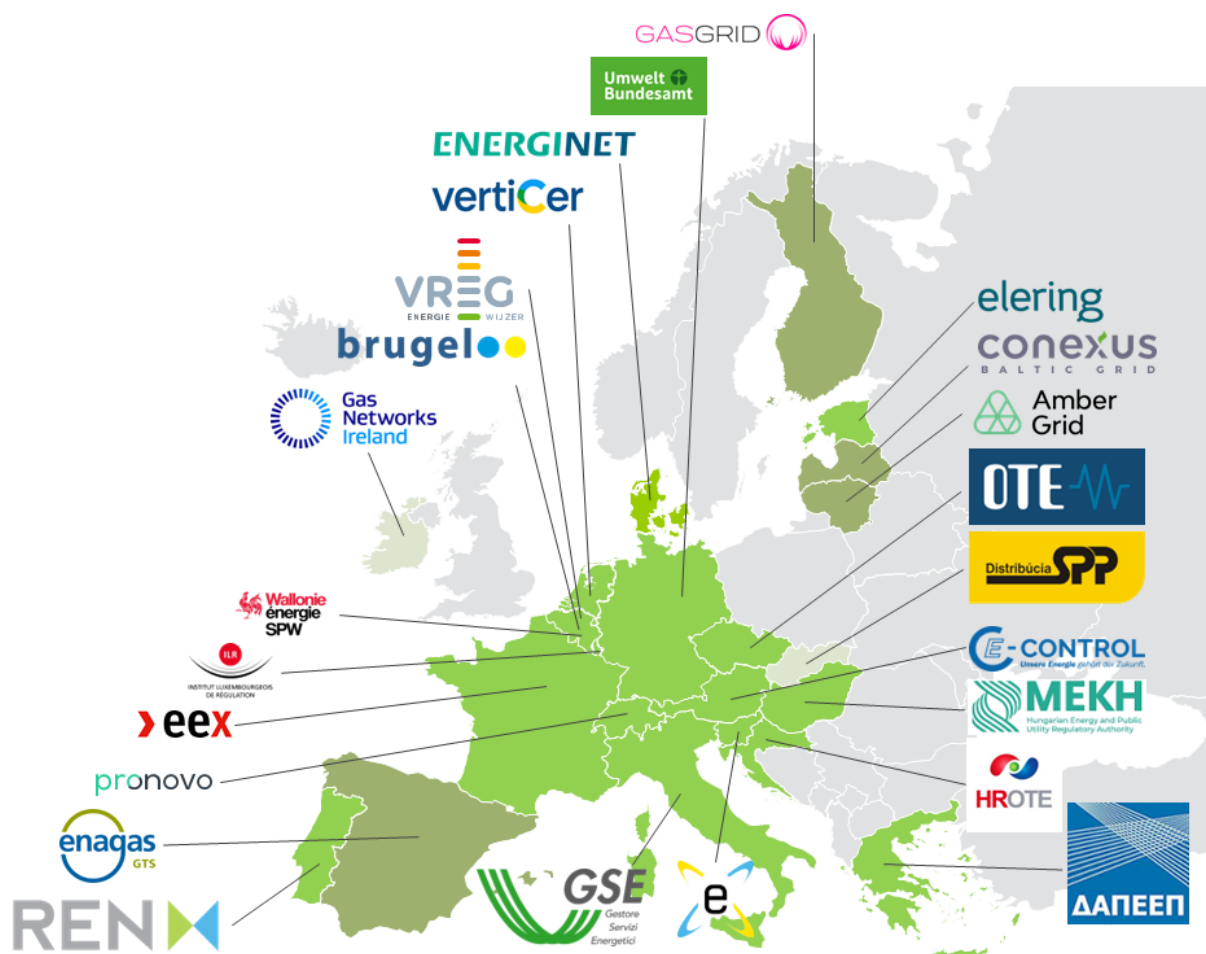 GASGRID
Umwelt
Bundesamt
ENERGINET
vertiCer
VREG
ENERGIE WIJZER
brugel
Gas
Networks
Ireland
elering
conexus
BALTIC GRID
Amber
Grid
OTE
Distribúcia SPP
E-CONTROL
Unsere Energie gehört der Zukunft.
MEKH
Hungarian Energy and Public
Utility Regulatory Authority
HROTE
ΔΑΠΕΕΠ
Wallonie
énergie
SPW
ILR
INSTITUT LUXEMBOURGEOIS
DE RÉGULATION
eex
pronovo
enagas
GTS
REN
GSE
Gestore
Servizi
Energetici
e